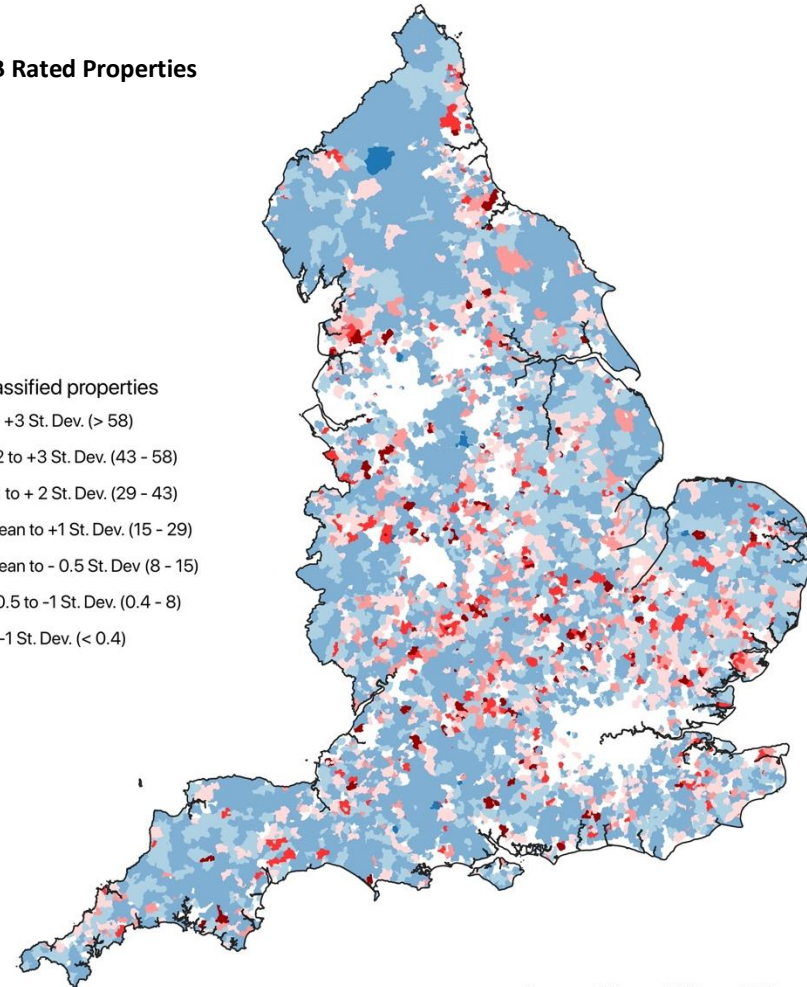 B Rated Properties
assified properties
+3 St. Dev. (> 58)
2 to +3 St. Dev. (43 - 58)
to + 2 St. Dev. (29 - 43)
ean to +1 St. Dev. (15 - 29)
ean to - 0.5 St. Dev (8 - 15)
0.5 to -1 St. Dev. (0.4 - 8)
-1 St. Dev. (< 0.4)